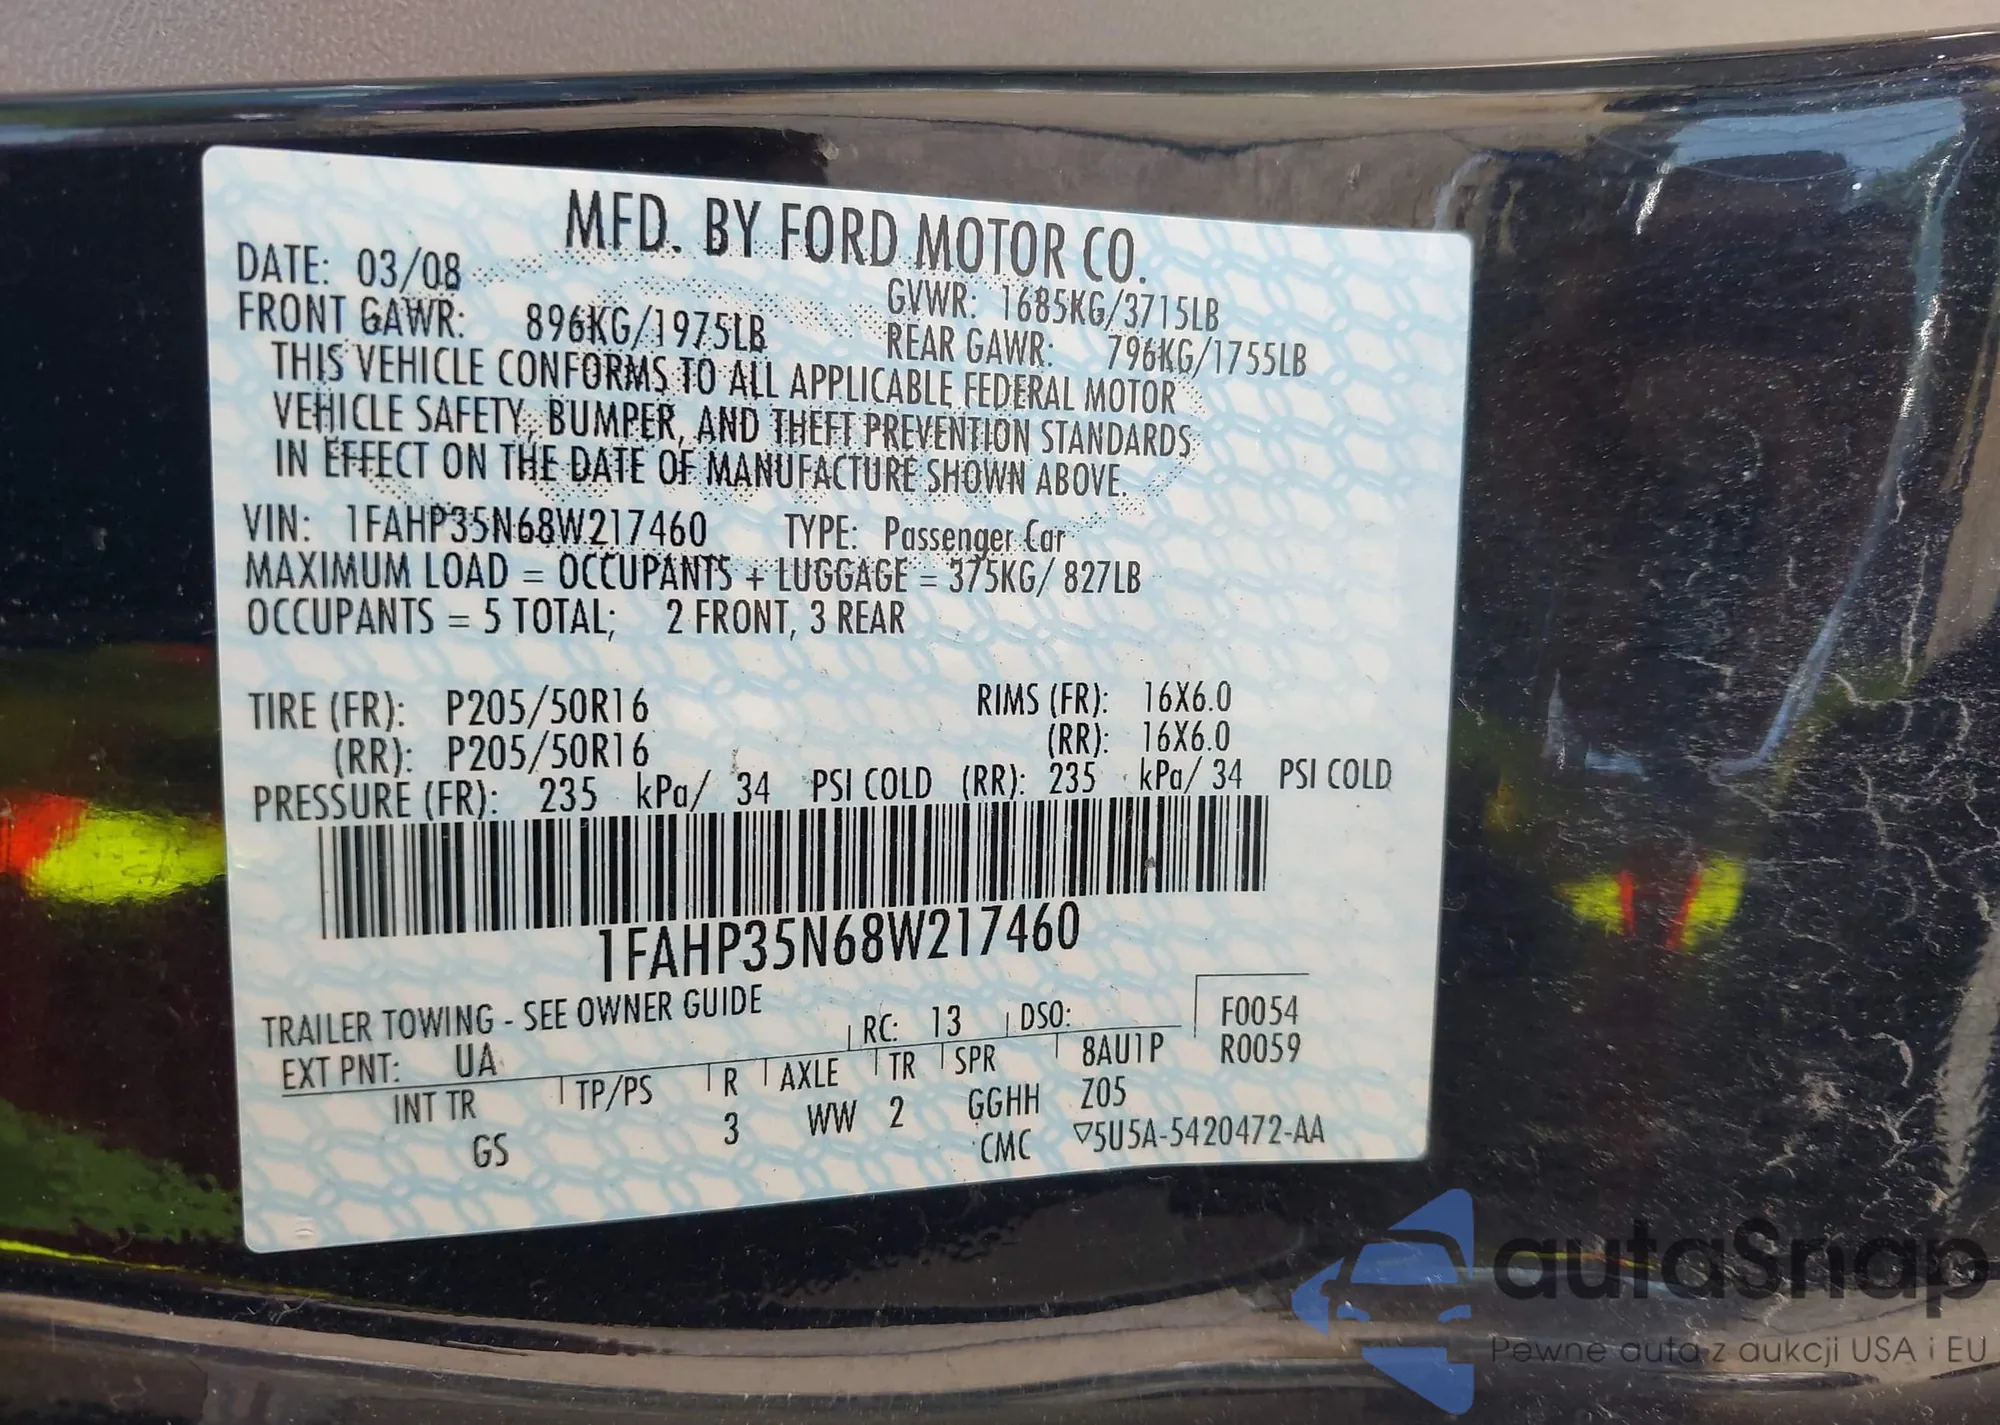 MFD. BY FORD MOTOR CO.
DATE: 03/08
GVWR: 1685KG/3715LB
FRONT GAWR: 896KG/1975LB
REAR GAWR: 796KG/1755LB
THIS VEHICLE CONFORMS TO ALL APPLICABLE FEDERAL MOTOR
VEHICLE SAFETY, BUMPER, AND THEFT PREVENTION STANDARDS
IN EFFECT ON THE DATE OF MANUFACTURE SHOWN ABOVE.
VIN: 1FAHP35N68W217460 TYPE: Passenger Car
MAXIMUM LOAD = OCCUPANTS + LUGGAGE = 375KG/ 827LB
OCCUPANTS = 5 TOTAL; 2 FRONT, 3 REAR
TIRE (FR): P205/50R16 RIMS (FR): 16X6.0
(RR): P205/50R16 (RR): 16X6.0
PRESSURE (FR): 235 kPa/ 34 PSI COLD (RR): 235 kPa/ 34 PSI COLD
1FAHP35N68W217460
TRAILER TOWING - SEE OWNER GUIDE
EXT PNT: UA RC: 13 DSO: F0054
R0059
INT TR TP/PS R AXLE TR SPR 8AU1P
GS 3 WW 2 GGHH Z05
CMC ▽5U5A-5420472-AA
autaSnap
Pewne auta z aukcji USA i EU